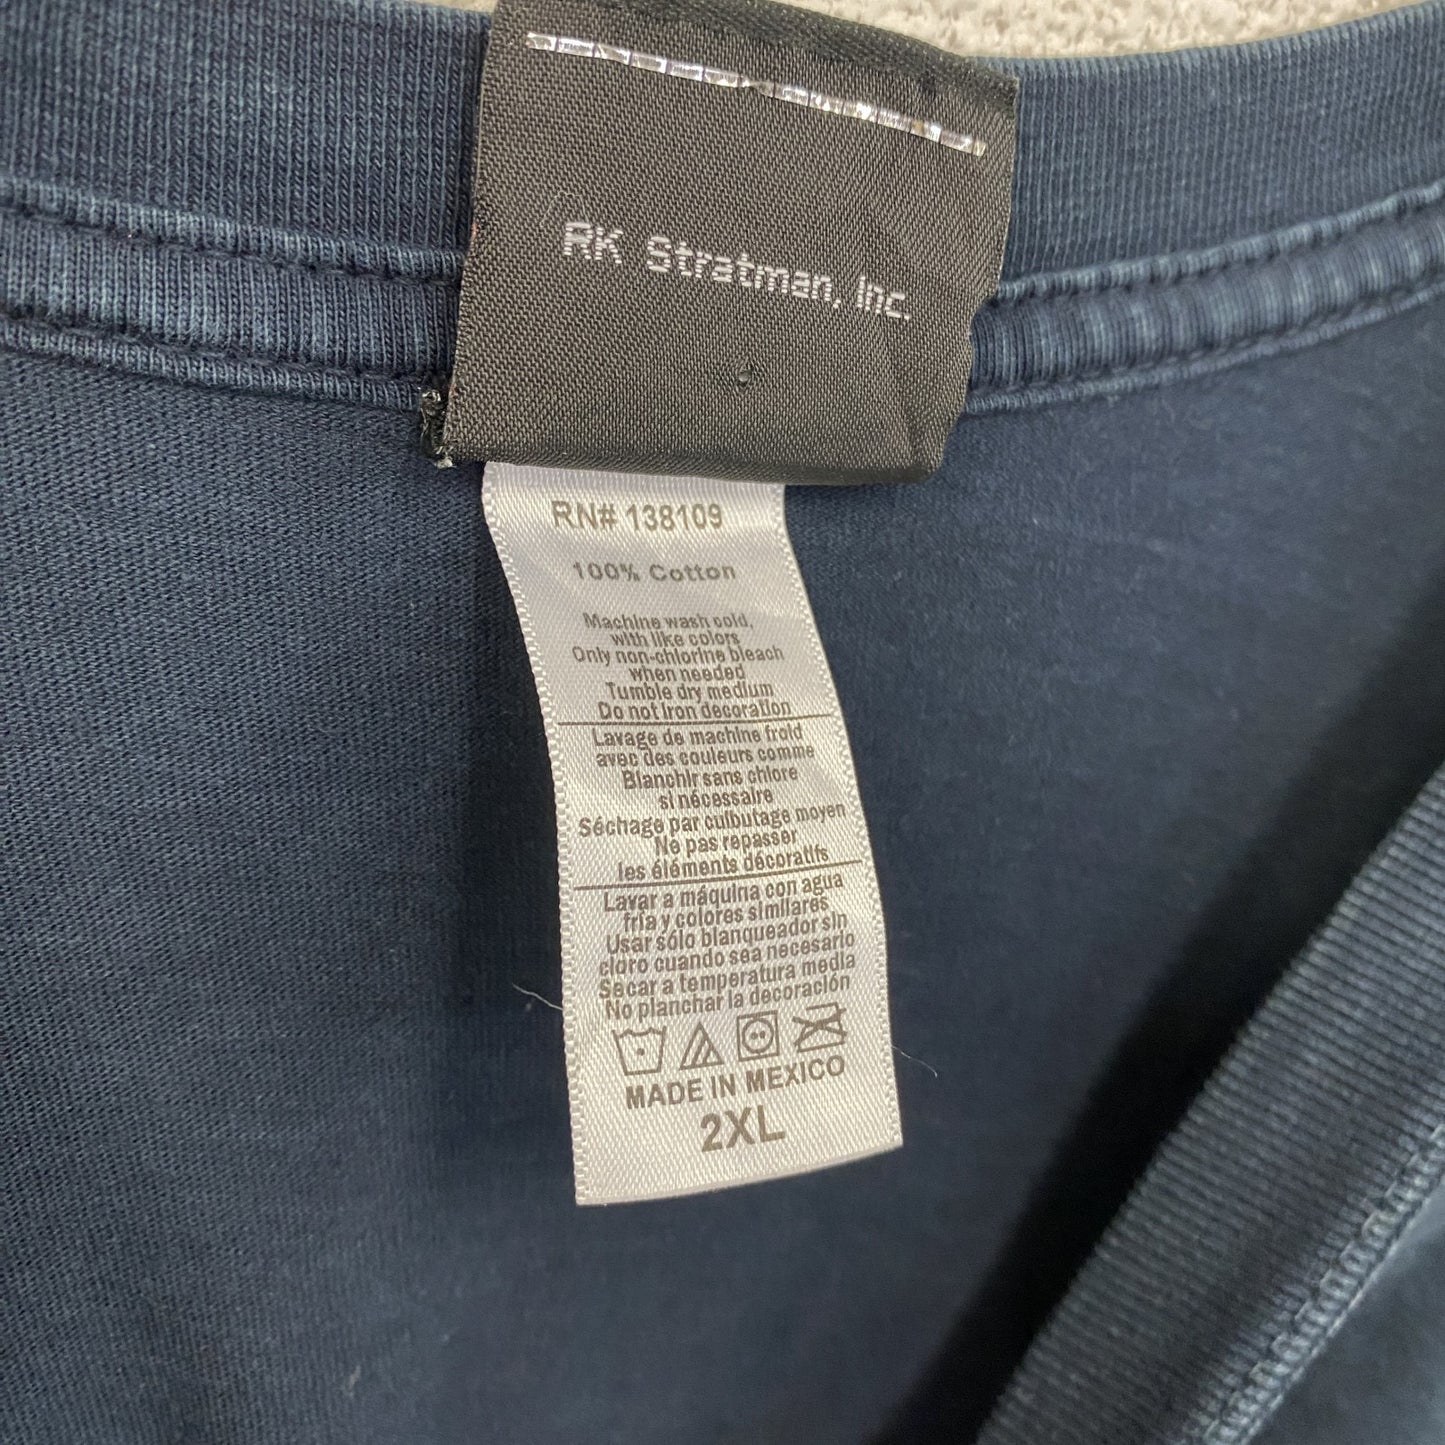 RK Stratman, Inc.
RN# 138109
100% Cotton
Machine wash cold,
with like colors
Only non-chlorine bleach
when needed
Tumble dry medium
Do not iron decoration
Lavage de machine froid
avec des couleurs comme
Blanchir sans chlore
si nécessaire
Séchage par culbutage moyen
Ne pas repasser
les éléments décoratifs
Lavar a máquina con agua
fría y colores similares
Usar sólo blanqueador sin
cloro cuando sea necesario
Secar a temperatura media
No planchar la decoración
MADE IN MEXICO
2XL